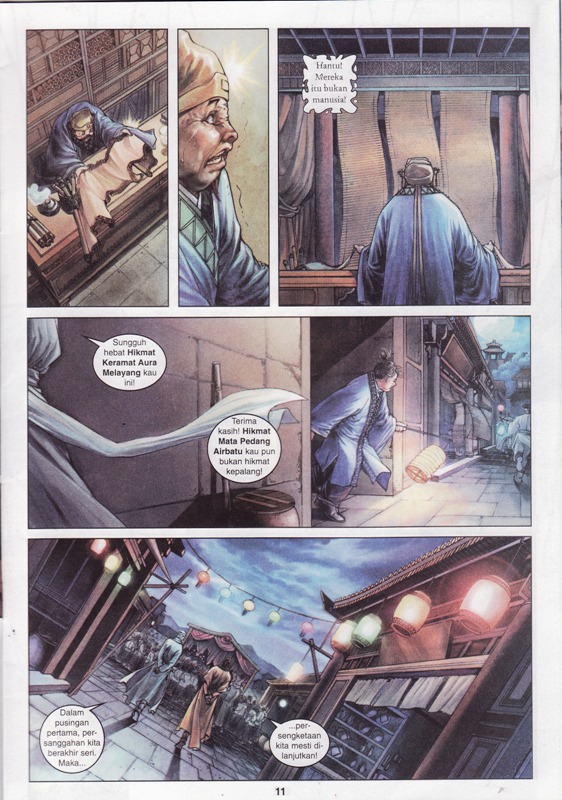 Hantu!
Mereka
itu bukan
manusia!
Sungguh
hebat Hikmat
Keramat Aura
Melayang kau
ini!
Terima
kasih! Hikmat
Mata Pedang
Airbatu kau pun
bukan hikmat
kepalang!
Dalam
pusingan
pertama, per-
sanggahan kita
berakhir seri.
Maka...
...per-
sengketaan
kita mesti di-
lanjutkan!
11